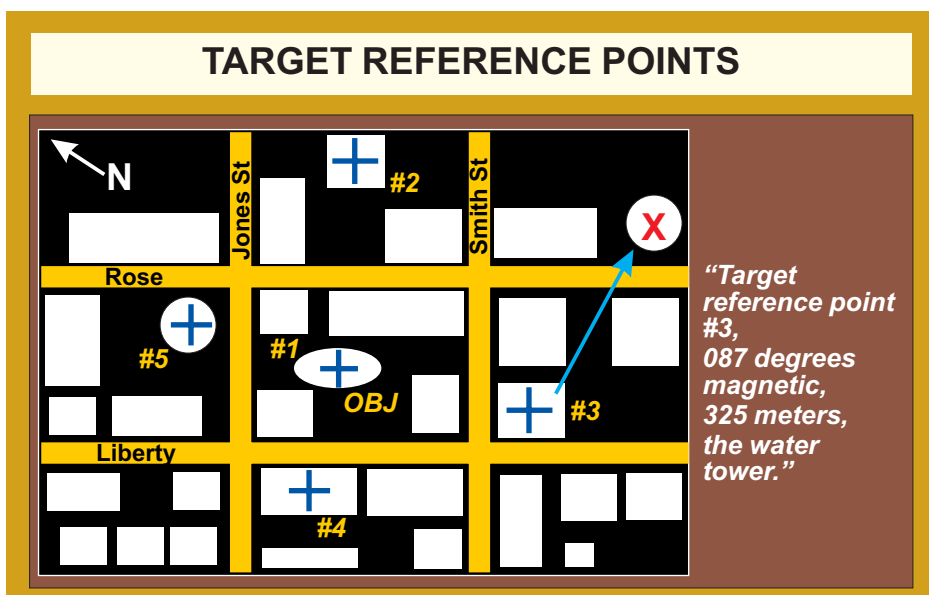 TARGET REFERENCE POINTS
N
Jones St
#2
Smith St
X
Rose
#5
#1
OBJ
#3
Liberty
#4
“Target
reference point
#3,
087 degrees
magnetic,
325 meters,
the water
tower.”